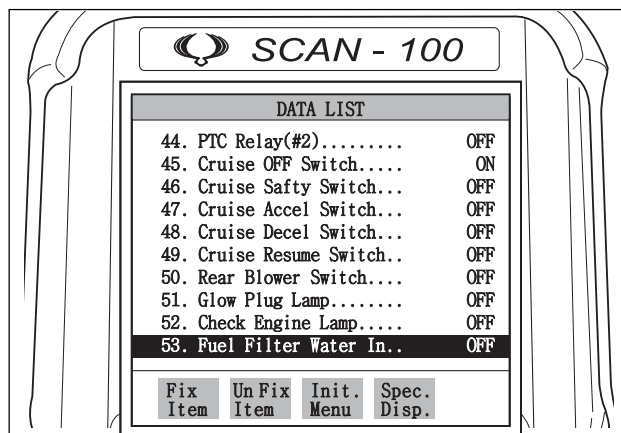 SCAN - 100
DATA LIST
44. PTC Relay(#2)......... OFF
45. Cruise OFF Switch..... ON
46. Cruise Safty Switch... OFF
47. Cruise Accel Switch... OFF
48. Cruise Decel Switch... OFF
49. Cruise Resume Switch.. OFF
50. Rear Blower Switch.... OFF
51. Glow Plug Lamp........ OFF
52. Check Engine Lamp..... OFF
53. Fuel Filter Water In.. OFF
Fix Un Fix Init. Spec.
Item Item Menu Disp.